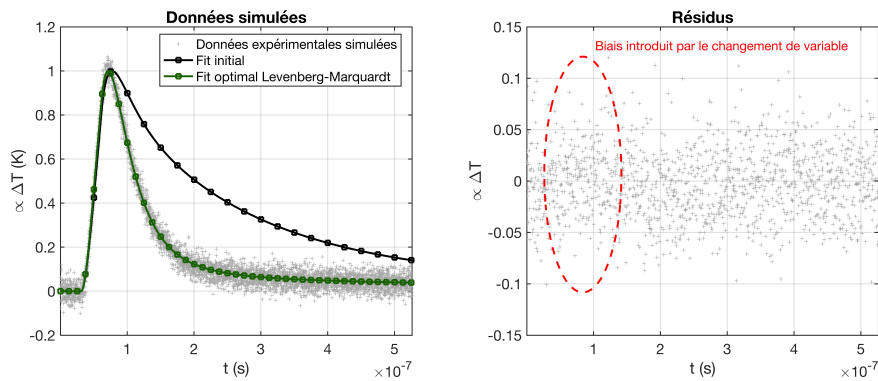 Données simulées
1.2
1
0.8
0.6
0.4
0.2
0
-0.2
∝ ΔT (K)
Données expérimentales simulées
Fit initial
Fit optimal Levenberg-Marquardt
1 2 3 4 5
t (s)
×10⁻⁷
Résidus
0.15
0.1
0.05
0
-0.05
-0.1
-0.15
∝ ΔT
Biais introduit par le changement de variable
1 2 3 4 5
t (s)
×10⁻⁷